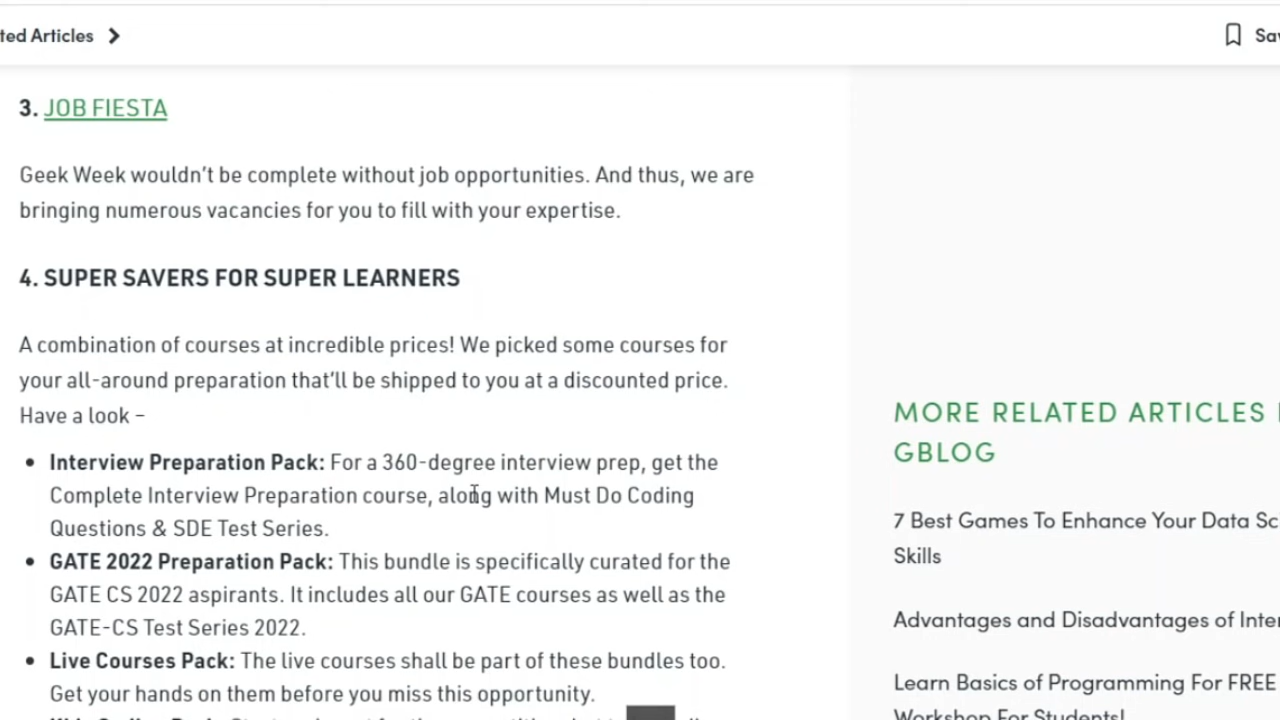 ted Articles
Sav
3. JOB FIESTA
Geek Week wouldn't be complete without job opportunities. And thus, we are
bringing numerous vacancies for you to fill with your expertise.
4. SUPER SAVERS FOR SUPER LEARNERS
A combination of courses at incredible prices! We picked some courses for
your all-around preparation that'll be shipped to you at a discounted price.
Have a look –
• Interview Preparation Pack: For a 360-degree interview prep, get the
Complete Interview Preparation course, along with Must Do Coding
Questions & SDE Test Series.
• GATE 2022 Preparation Pack: This bundle is specifically curated for the
GATE CS 2022 aspirants. It includes all our GATE courses as well as the
GATE-CS Test Series 2022.
• Live Courses Pack: The live courses shall be part of these bundles too.
Get your hands on them before you miss this opportunity.
MORE RELATED ARTICLES
GBLOG
7 Best Games To Enhance Your Data Sc
Skills
Advantages and Disadvantages of Inter
Learn Basics of Programming For FREE
Workshop For Students!